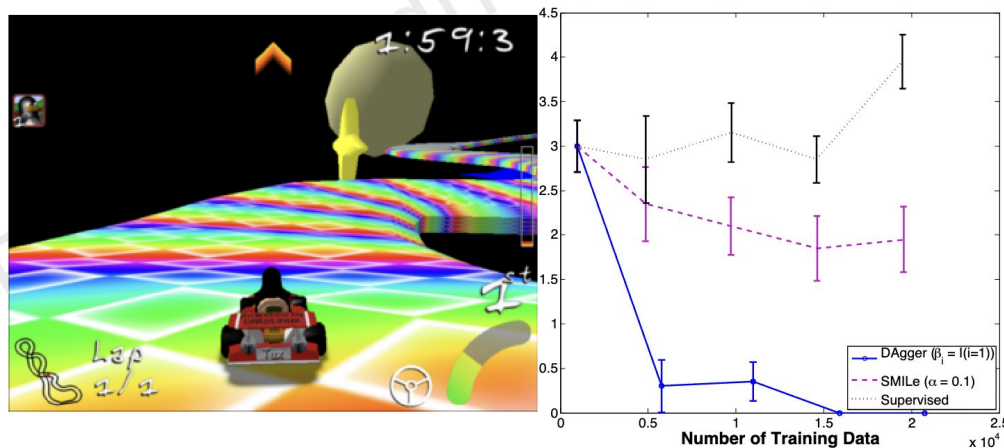 1:59:3
1st
Lap
1/1
Tux
4.5
4
3.5
3
2.5
2
1.5
1
0.5
0
DAgger (βᵢ = I(i=1))
SMILe (α = 0.1)
Supervised
0 0.5 1 1.5 2 2.5
x 10⁴
Number of Training Data